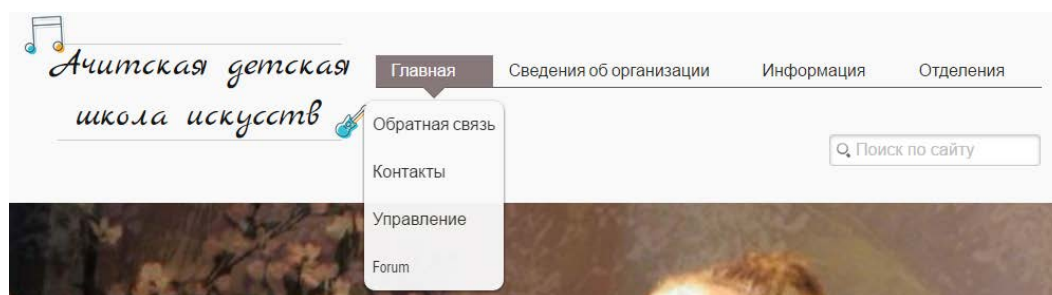 Ачитская детская
школа искусств
Главная Сведения об организации Информация Отделения
Обратная связь
Контакты
Управление
Forum
Поиск по сайту